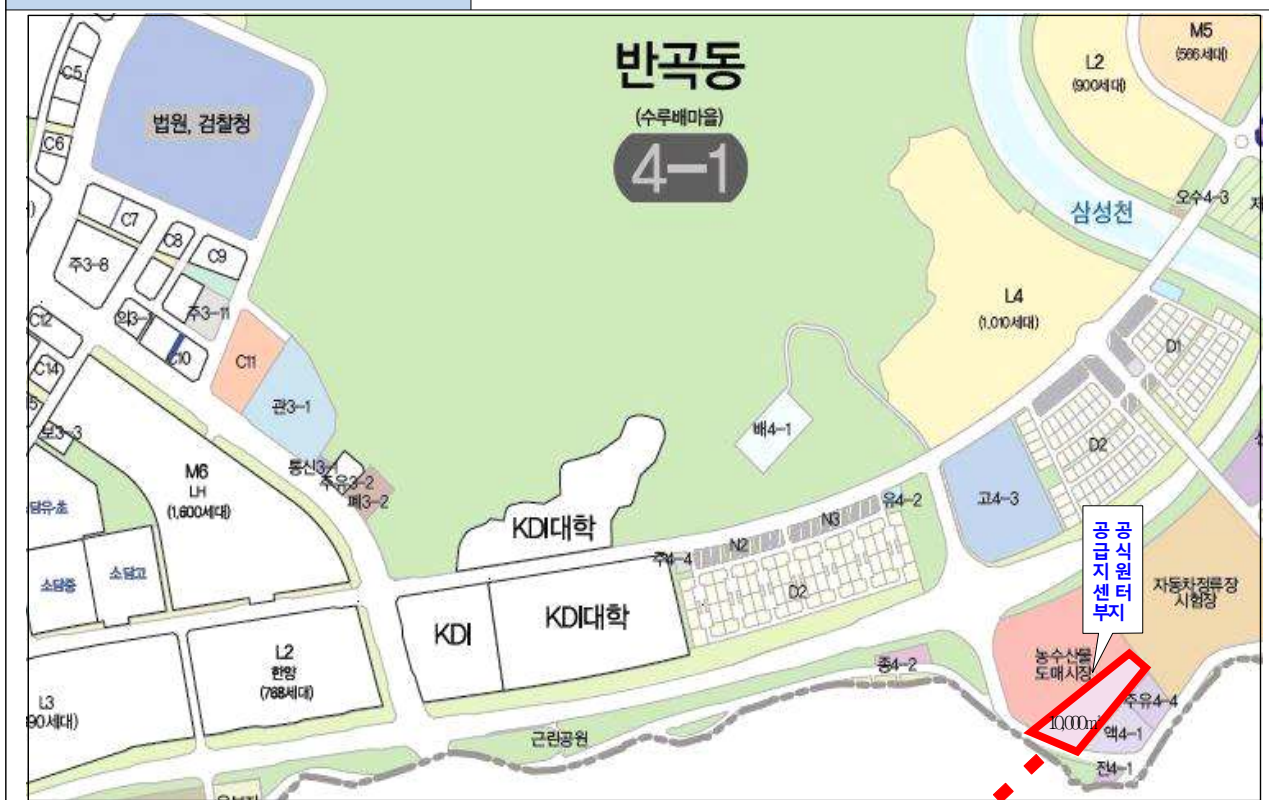 반곡동
(수루배마을)
4-1
M5
(566세대)
L2
(900세대)
C5
C6
법원, 검찰청
C7
C8
C9
주3-8
주3-11
의3-1
C10
C12
C14
C11
관3-1
보3-3
M6
LH
(1,600세대)
통신3-1
주유3-2
폐3-2
소담중
소담고
KDI대학
KDI
KDI대학
L2
한양
(768세대)
L3
90세대)
배4-1
L4
(1,010세대)
삼성천
오수4-3
D1
D2
고4-3
유4-2
N3
N2
주4-4
D2
공 공
급 식
지 원
센 터
부지
자동차정류장
시험장
농수산물
도매시장
10,000㎡
주유4-4
액4-1
전4-1
종4-2
근린공원